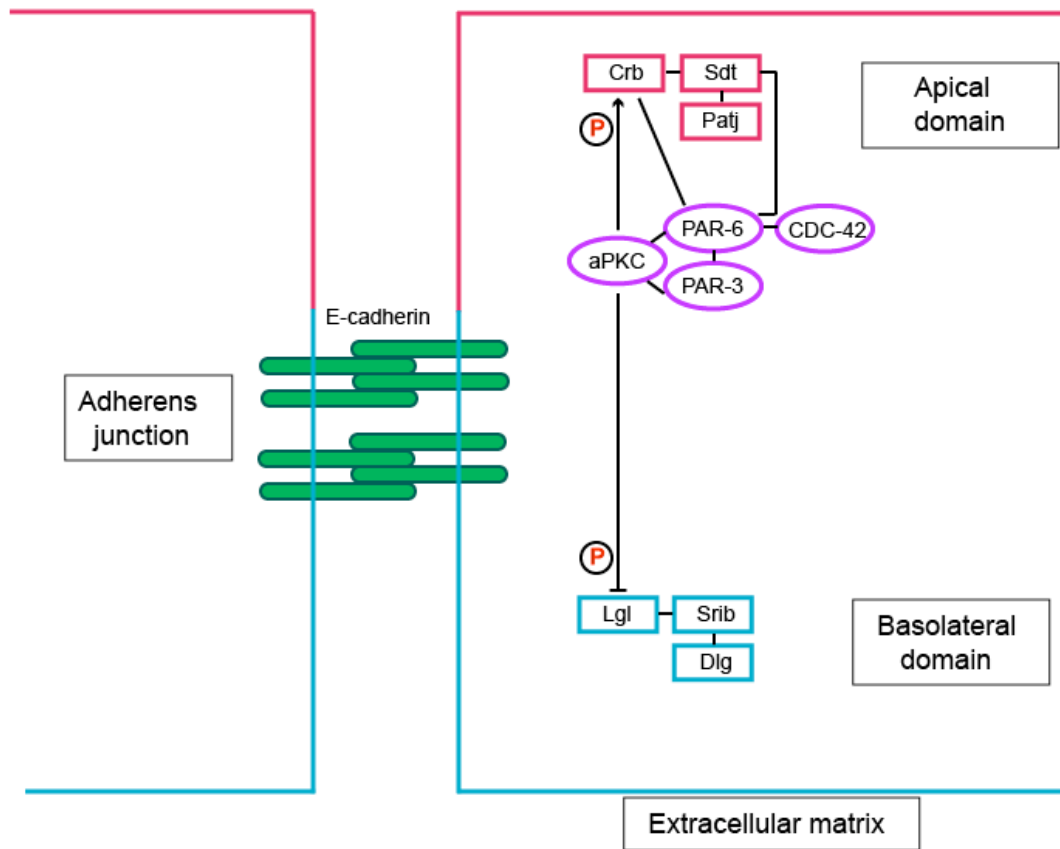 Crb
Sdt
Patj
Apical
domain
P
PAR-6
CDC-42
aPKC
PAR-3
E-cadherin
Adherens
junction
P
Lgl
Srib
Dlg
Basolateral
domain
Extracellular matrix